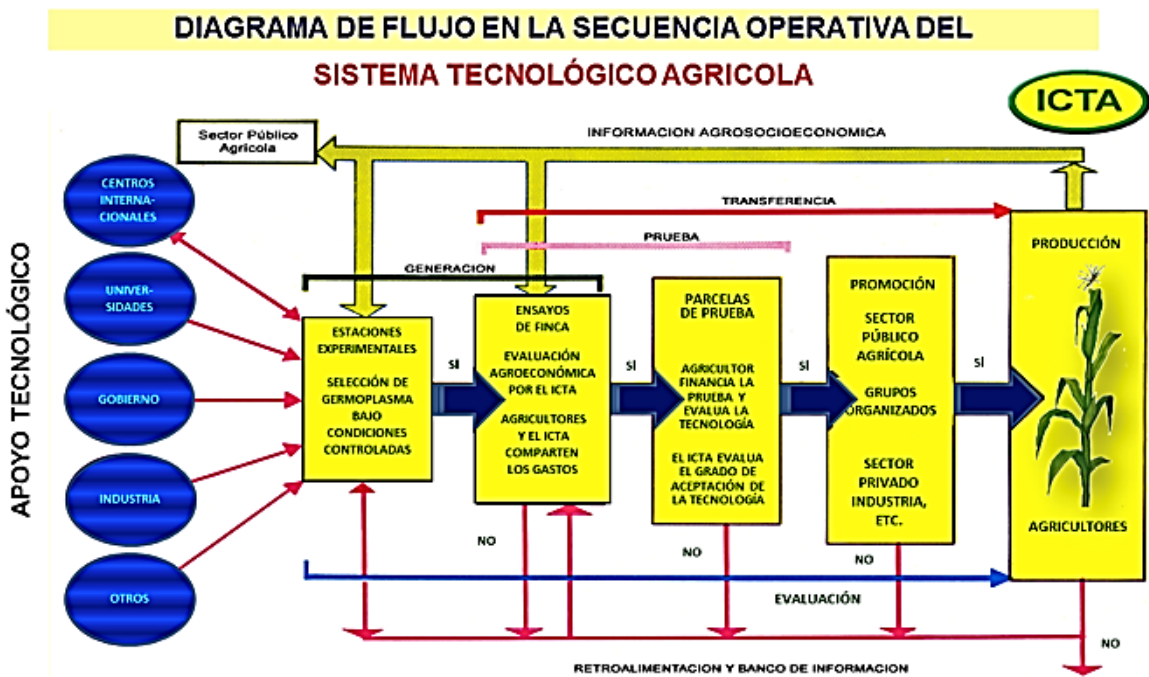 DIAGRAMA DE FLUJO EN LA SECUENCIA OPERATIVA DEL
SISTEMA TECNOLÓGICO AGRICOLA
ICTA
Sector Público
Agrícola
INFORMACION AGROSOCIOECONOMICA
APOYO TECNOLÓGICO
CENTROS
INTERNA-
CIONALES
UNIVER-
SIDADES
GOBIERNO
INDUSTRIA
OTROS
TRANSFERENCIA
PRUEBA
GENERACION
ESTACIONES
EXPERIMENTALES
SELECCIÓN DE
GERMOPLASMA
BAJO
CONDICIONES
CONTROLADAS
SI
ENSAYOS
DE FINCA
EVALUACIÓN
AGROECONÓMICA
POR EL ICTA
AGRICULTORES
Y EL ICTA
COMPARTEN
LOS GASTOS
SI
PARCELAS
DE PRUEBA
AGRICULTOR
FINANCIA LA
PRUEBA Y
EVALUA LA
TECNOLOGÍA
EL ICTA EVALUA
EL GRADO DE
ACEPTACIÓN DE
LA TECNOLOGÍA
SÍ
PROMOCIÓN
SECTOR
PÚBLICO
AGRÍCOLA
GRUPOS
ORGANIZADOS
SECTOR
PRIVADO
INDUSTRIA,
ETC.
SÍ
PRODUCCIÓN
AGRICULTORES
NO
NO
NO
NO
EVALUACIÓN
RETROALIMENTACION Y BANCO DE INFORMACION